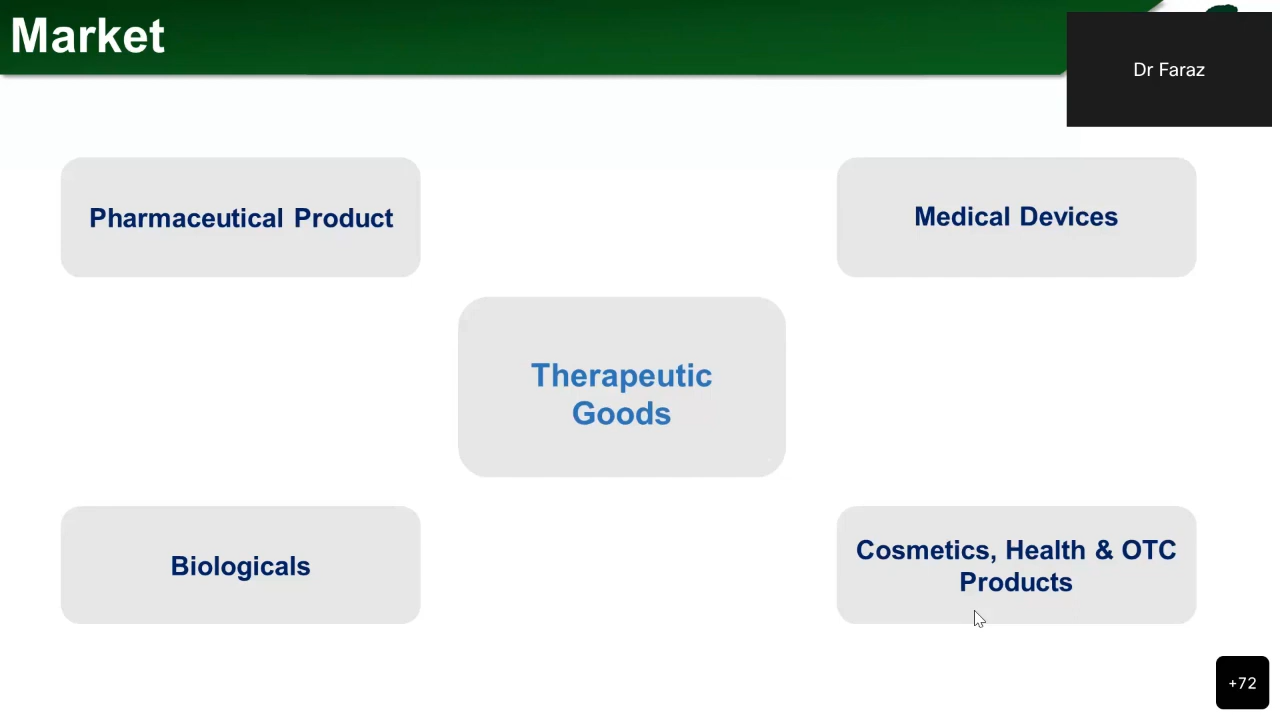 Market
Dr Faraz
Pharmaceutical Product
Medical Devices
Therapeutic
Goods
Biologicals
Cosmetics, Health & OTC
Products
+72